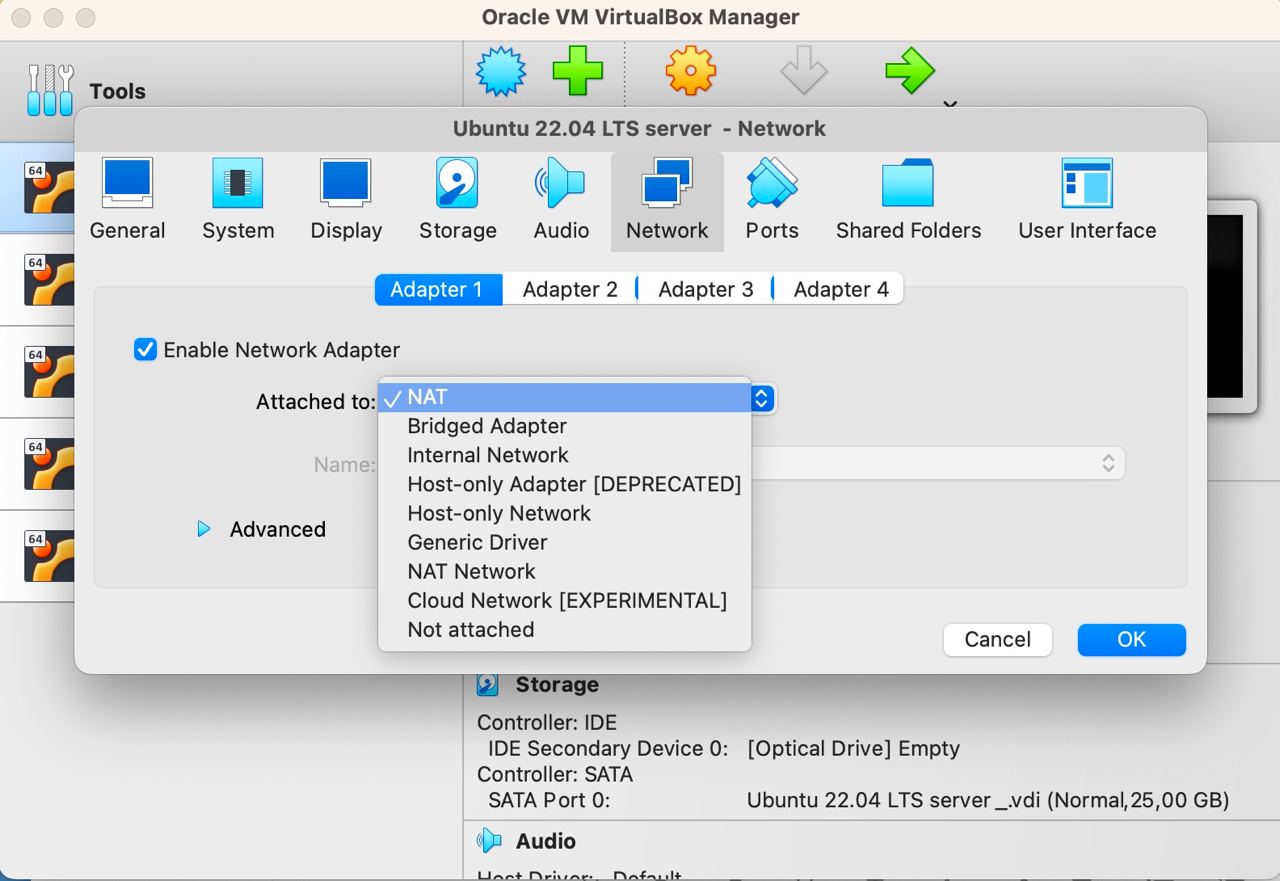 Oracle VM VirtualBox Manager
Tools
Ubuntu 22.04 LTS server - Network
General System Display Storage Audio Network Ports Shared Folders User Interface
Adapter 1 Adapter 2 Adapter 3 Adapter 4
Enable Network Adapter
Attached to:
NAT
Bridged Adapter
Internal Network
Host-only Adapter [DEPRECATED]
Host-only Network
Generic Driver
NAT Network
Cloud Network [EXPERIMENTAL]
Not attached
Name:
Advanced
Cancel OK
64
64
64
64
64
Storage
Controller: IDE
IDE Secondary Device 0: [Optical Drive] Empty
Controller: SATA
SATA Port 0: Ubuntu 22.04 LTS server _.vdi (Normal,25,00 GB)
Audio
Host Driver: Default